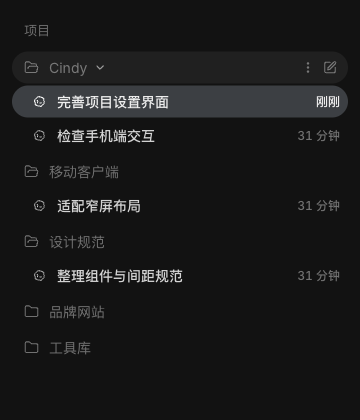 项目
Cindy
完善项目设置界面 刚刚
检查手机端交互 31 分钟
移动客户端
适配窄屏布局 31 分钟
设计规范
整理组件与间距规范 31 分钟
品牌网站
工具库